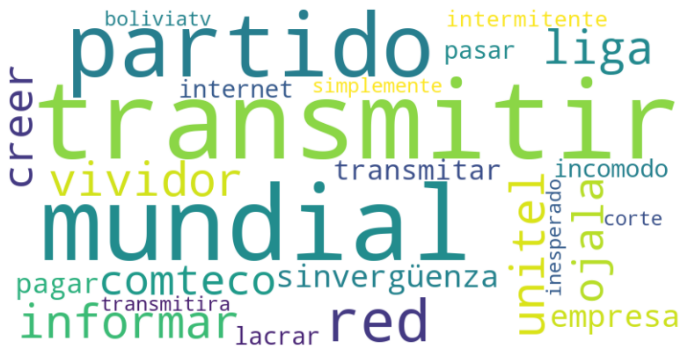 boliviatv
intermitente
partido
pasar
liga
creer
internet
simplemente
transmitir
vividor
transmitar
incomodo
mundial
unitel
inesperado
ojala
corte
pagar
comteco
sinvergüenza
transmitira
informar
lacrar
red
empresa